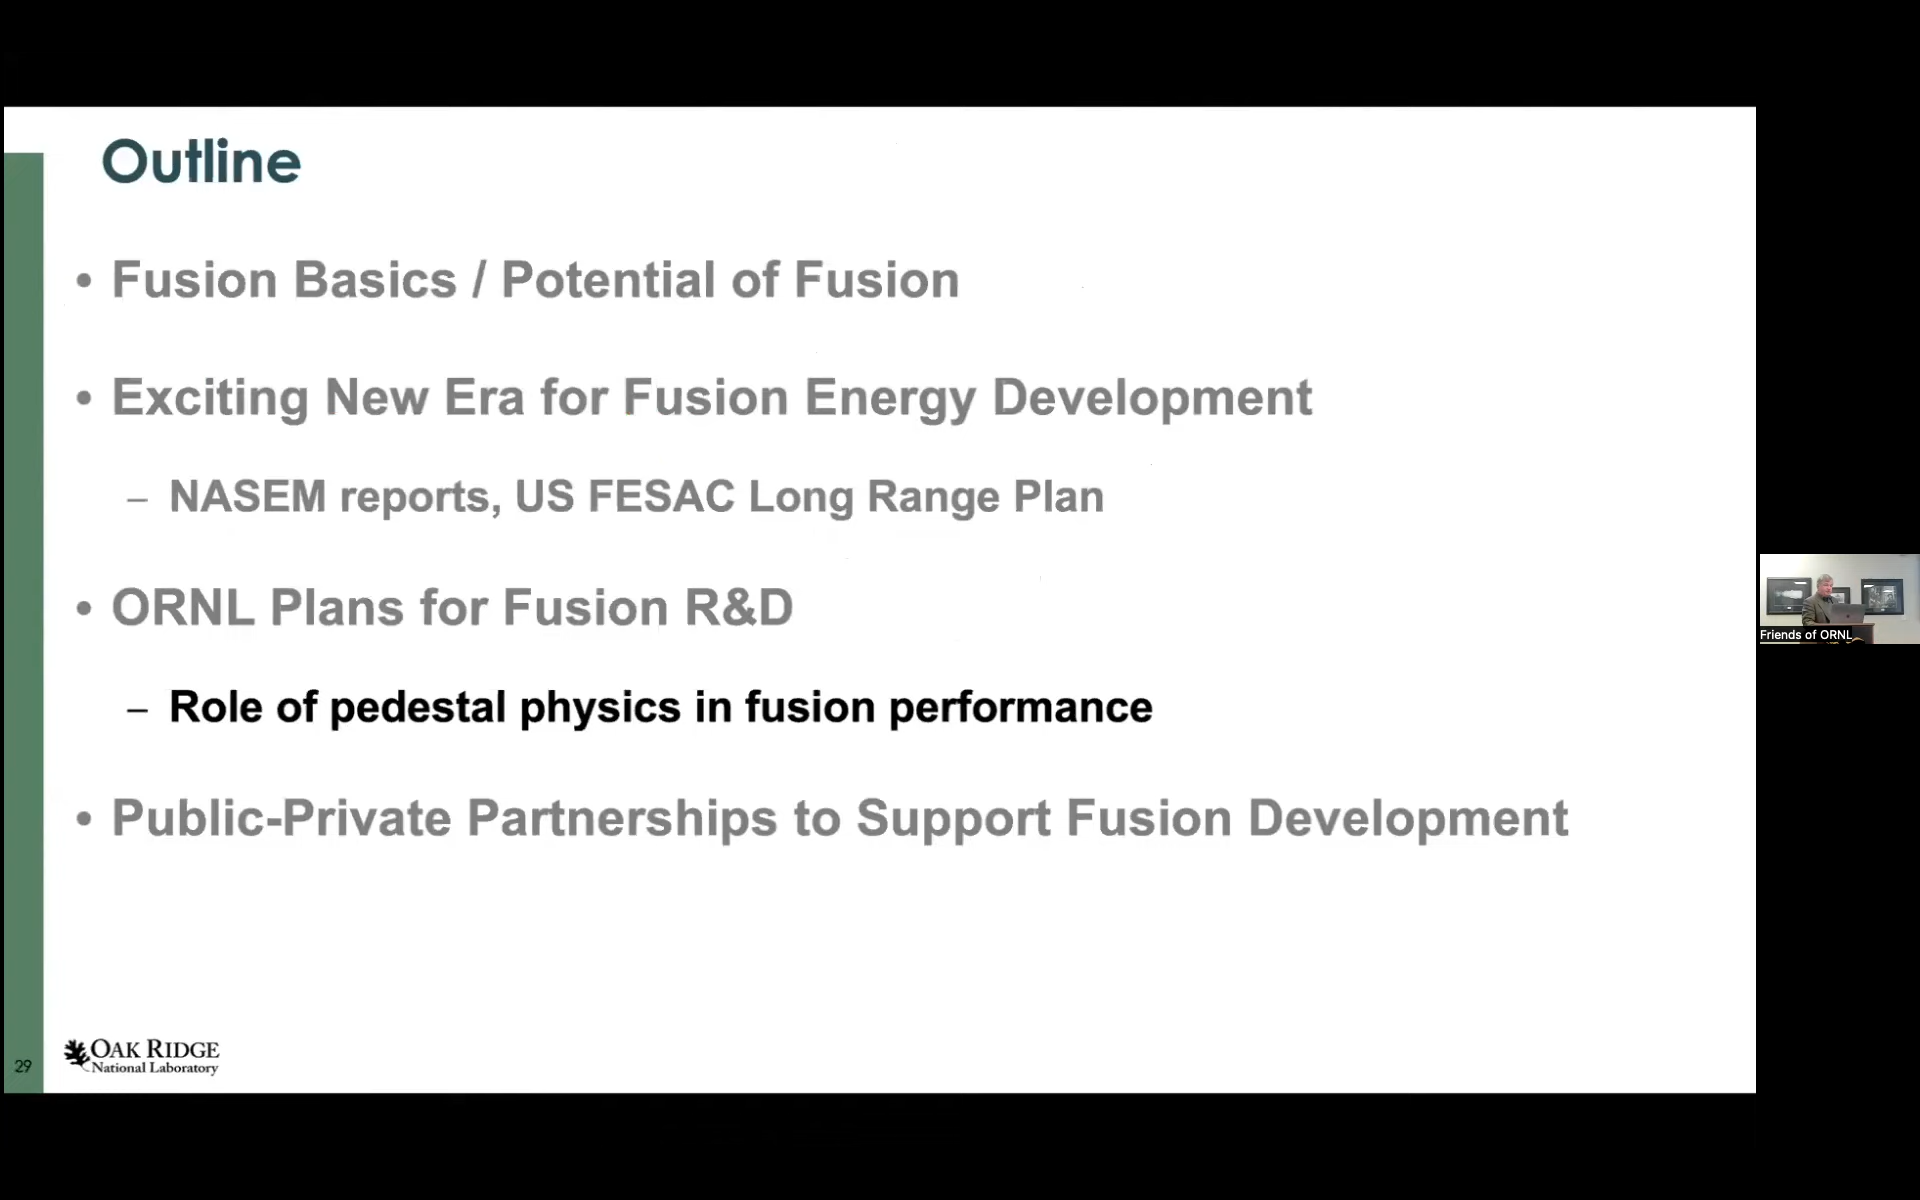 Outline
• Fusion Basics / Potential of Fusion
• Exciting New Era for Fusion Energy Development
– NASEM reports, US FESAC Long Range Plan
• ORNL Plans for Fusion R&D
– Role of pedestal physics in fusion performance
• Public-Private Partnerships to Support Fusion Development
Friends of ORNL
29
OAK RIDGE
National Laboratory